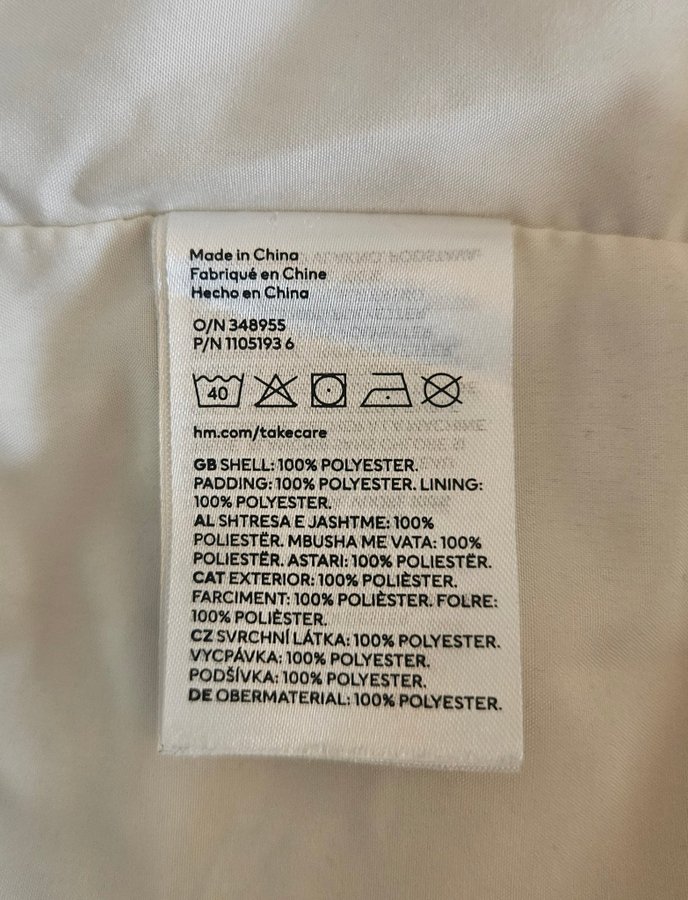 Made in China
Fabriqué en Chine
Hecho en China
O/N 348955
P/N 1105193 6
40
hm.com/takecare
GB SHELL: 100% POLYESTER.
PADDING: 100% POLYESTER. LINING:
100% POLYESTER.
AL SHTRESA E JASHTME: 100%
POLIESTËR. MBUSHA ME VATA: 100%
POLIESTËR. ASTARI: 100% POLIESTËR.
CAT EXTERIOR: 100% POLIÈSTER.
FARCIMENT: 100% POLIÈSTER. FOLRE:
100% POLIÈSTER.
CZ SVRCHNÍ LÁTKA: 100% POLYESTER.
VYCPÁVKA: 100% POLYESTER.
PODŠÍVKA: 100% POLYESTER.
DE OBERMATERIAL: 100% POLYESTER.